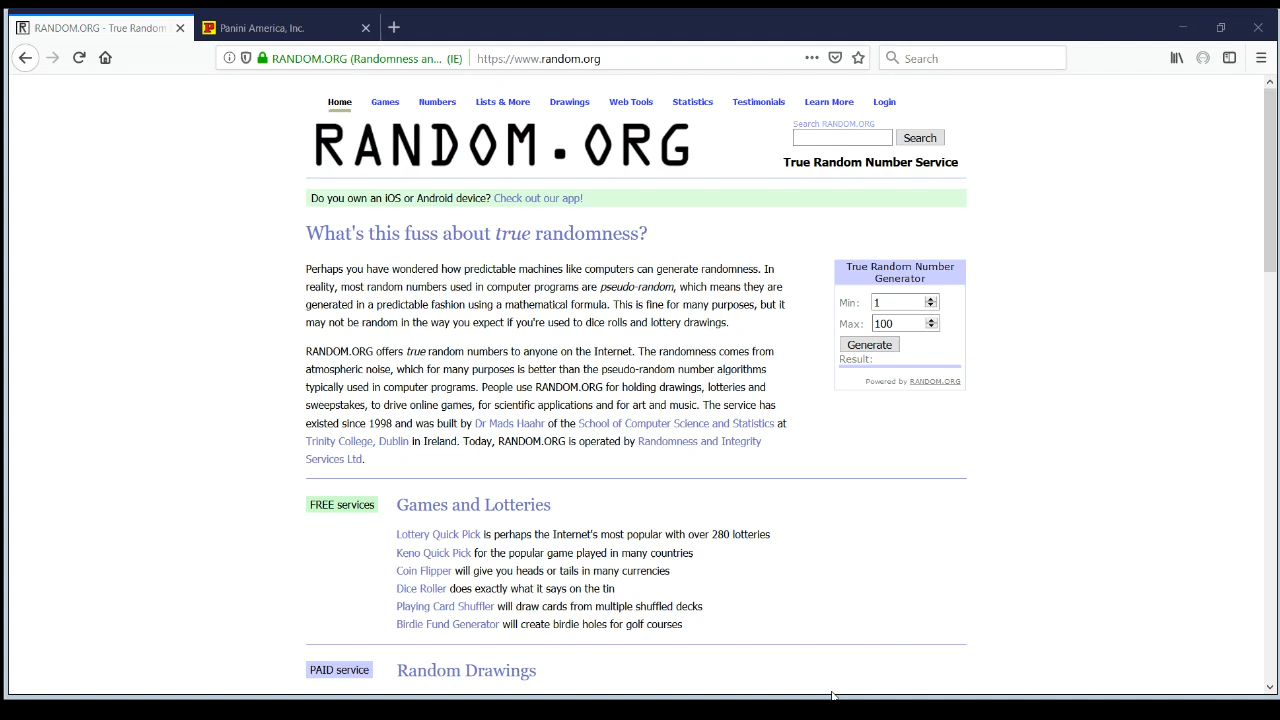 RANDOM.ORG - True Random
Panini America, Inc.
RANDOM.ORG (Randomness an... (IE)
https://www.random.org
Search
Home Games Numbers Lists & More Drawings Web Tools Statistics Testimonials Learn More Login
RANDOM.ORG
Search RANDOM.ORG
Search
True Random Number Service
Do you own an iOS or Android device? Check out our app!
What's this fuss about true randomness?
Perhaps you have wondered how predictable machines like computers can generate randomness. In
reality, most random numbers used in computer programs are pseudo-random, which means they are
generated in a predictable fashion using a mathematical formula. This is fine for many purposes, but it
may not be random in the way you expect if you're used to dice rolls and lottery drawings.
RANDOM.ORG offers true random numbers to anyone on the Internet. The randomness comes from
atmospheric noise, which for many purposes is better than the pseudo-random number algorithms
typically used in computer programs. People use RANDOM.ORG for holding drawings, lotteries and
sweepstakes, to drive online games, for scientific applications and for art and music. The service has
existed since 1998 and was built by Dr Mads Haahr of the School of Computer Science and Statistics at
Trinity College, Dublin in Ireland. Today, RANDOM.ORG is operated by Randomness and Integrity
Services Ltd.
True Random Number
Generator
Min: 1
Max: 100
Generate
Result:
Powered by RANDOM.ORG
FREE services
Games and Lotteries
Lottery Quick Pick is perhaps the Internet's most popular with over 280 lotteries
Keno Quick Pick for the popular game played in many countries
Coin Flipper will give you heads or tails in many currencies
Dice Roller does exactly what it says on the tin
Playing Card Shuffler will draw cards from multiple shuffled decks
Birdie Fund Generator will create birdie holes for golf courses
PAID service
Random Drawings